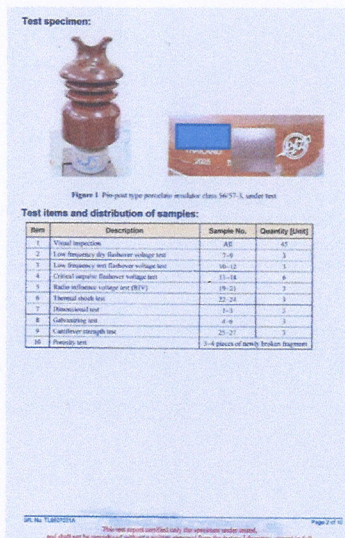 Test specimen:
THAILAND
2025
Figure 1 Pin-post type porcelain insulator class 56/57-3, under test
Test items and distribution of samples:
Item Description Sample No. Quantity [Unit]
1 Visual inspection All 45
2 Low frequency dry flashover voltage test 7-9 3
3 Low frequency wet flashover voltage test 10-12 3
4 Critical impulse flashover voltage test 13-18 6
5 Radio influence voltage test (RIV) 19-21 3
6 Thermal shock test 22-24 3
7 Dimensional test 1-3 3
8 Galvanizing test 4-6 3
9 Cantilever strength test 25-27 3
10 Porosity test 3-4 pieces of newly broken fragment
Page 2 of 10
This test report certified only the specimen under tested,